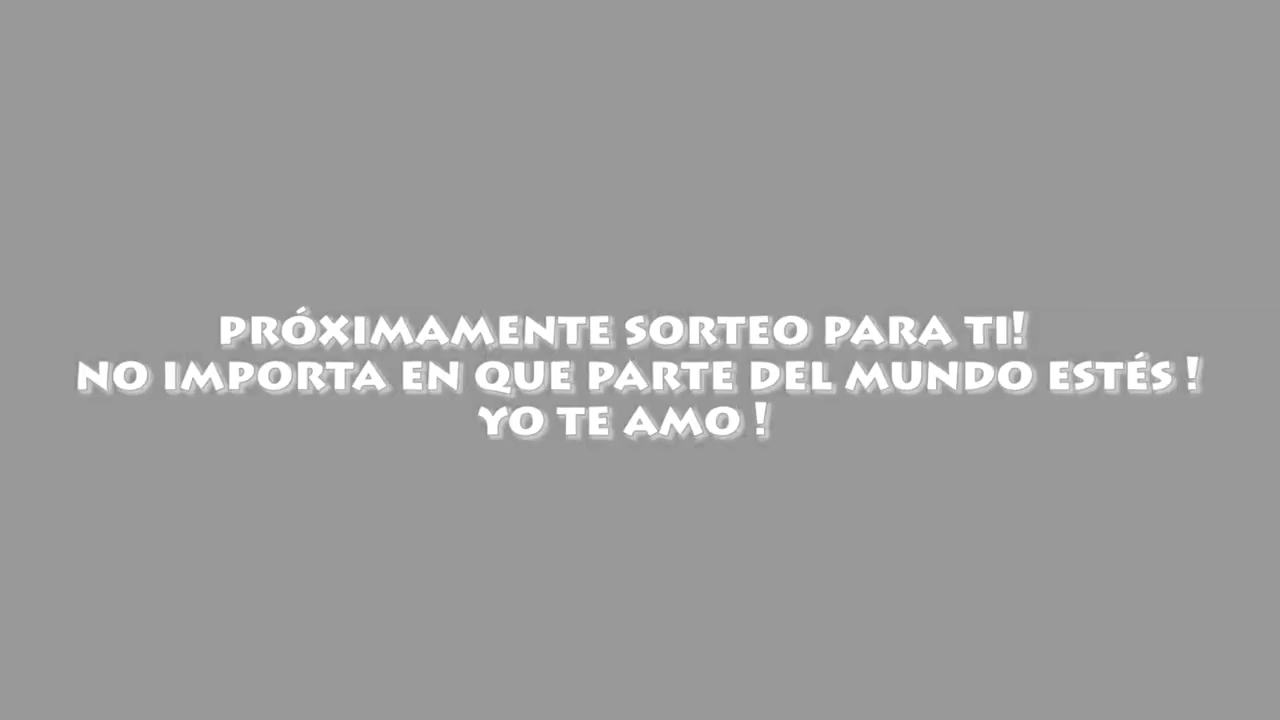 PRÓXIMAMENTE SORTEO PARA TI!
NO IMPORTA EN QUE PARTE DEL MUNDO ESTÉS !
YO TE AMO !